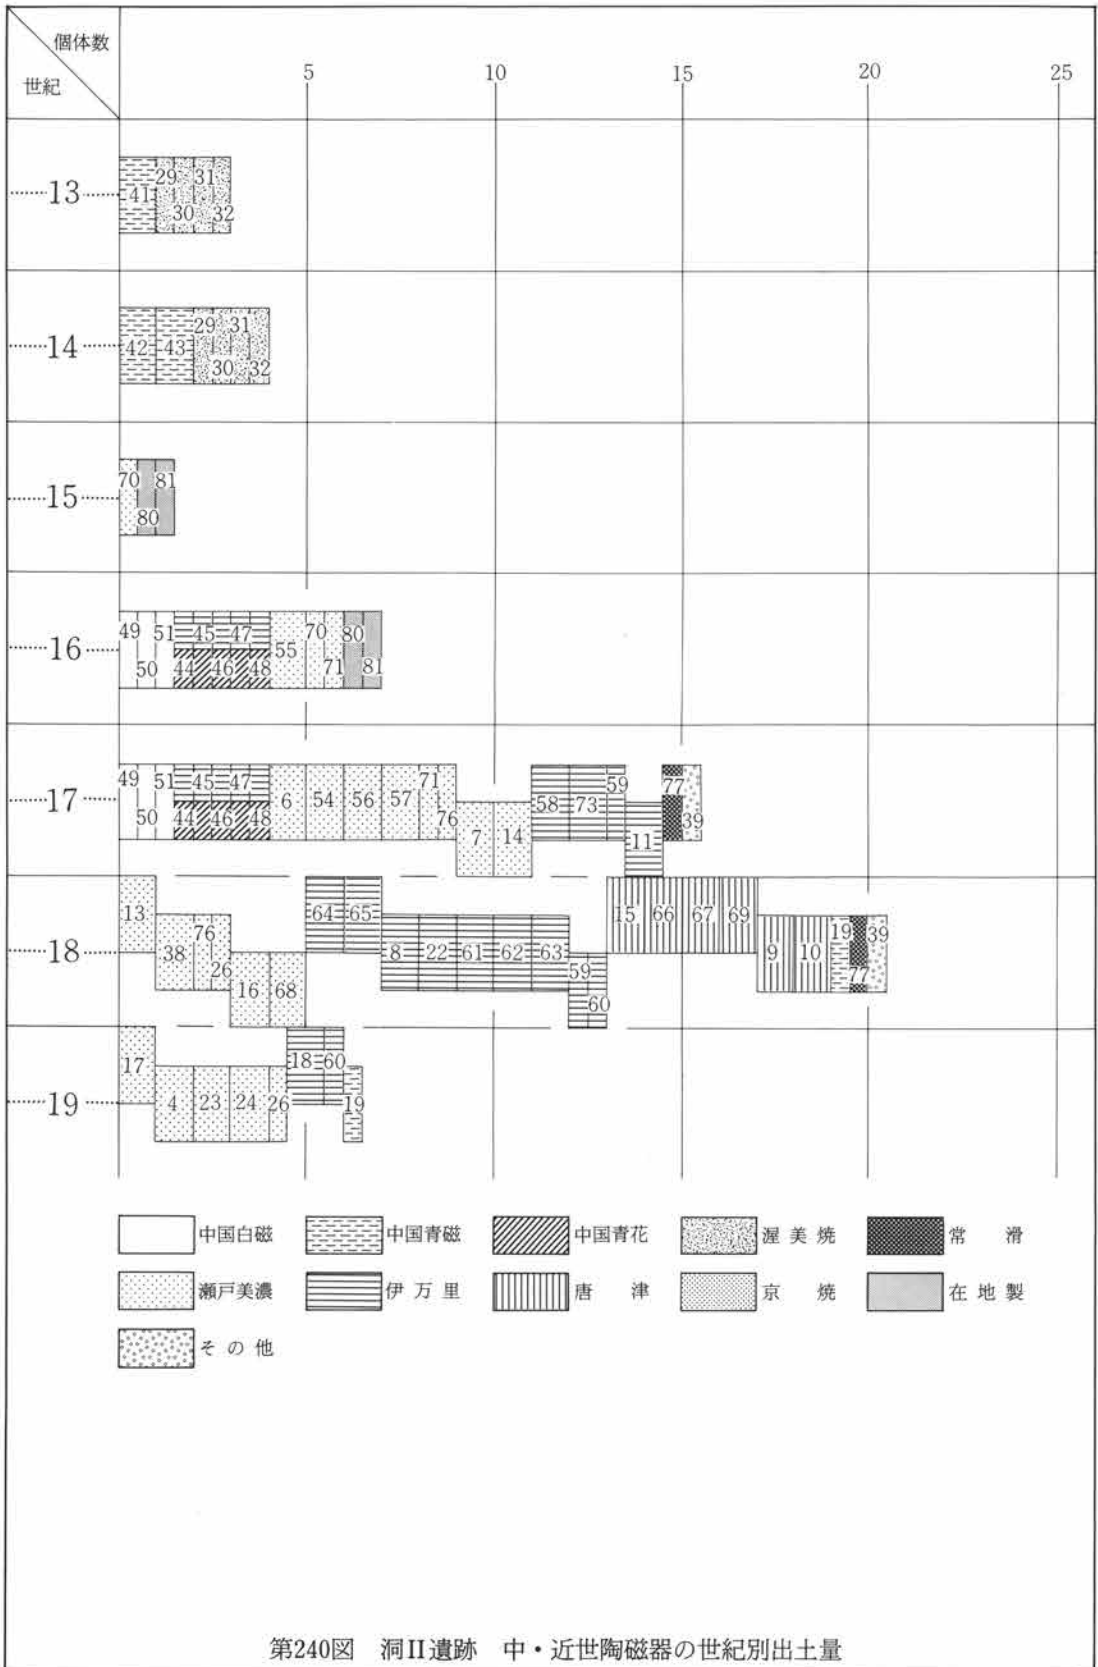 個体数
世紀
5 10 15 20 25
13
41 29 30 31 32
14
42 43 29 30 31 32
15
70 80 81
16
49 50 51 45 47 44 46 48 55 70 71 80 81
17
49 50 51 45 47 44 46 48 6 54 56 57 71 76 7 14 58 73 59 11 77 39
18
13 38 76 26 16 68 64 65 8 22 61 62 63 59 60 15 66 67 69 9 10 19 77 39
19
17 4 23 24 26 18 60 19
中国白磁 中国青磁 中国青花 渥美焼 常滑
瀬戸美濃 伊万里 唐津 京焼 在地製
その他
第240図 洞II遺跡 中・近世陶磁器の世紀別出土量